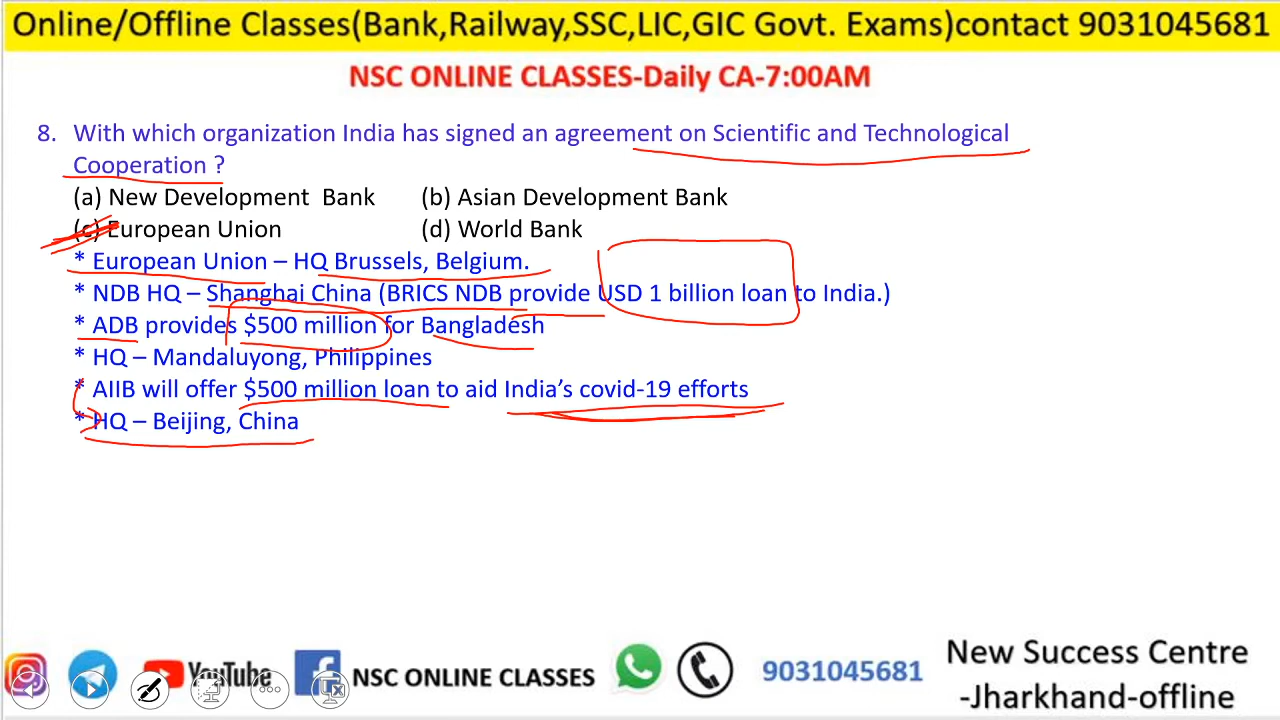 Online/Offline Classes(Bank,Railway,SSC,LIC,GIC Govt. Exams)contact 9031045681
NSC ONLINE CLASSES-Daily CA-7:00AM
8. With which organization India has signed an agreement on Scientific and Technological
Cooperation ?
(a) New Development Bank (b) Asian Development Bank
(c) European Union (d) World Bank
* European Union – HQ Brussels, Belgium.
* NDB HQ – Shanghai China (BRICS NDB provide USD 1 billion loan to India.)
* ADB provides $500 million for Bangladesh
* HQ – Mandaluyong, Philippines
* AIIB will offer $500 million loan to aid India's covid-19 efforts
* HQ – Beijing, China
YouTube NSC ONLINE CLASSES 9031045681 New Success Centre
-Jharkhand-offline